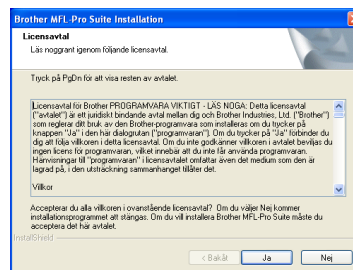 Brother MFL-Pro Suite Installation
Licensavtal
Läs noggrant igenom följande licensavtal.
Tryck på PgDn för att visa resten av avtalet.
Licensavtal för Brother PROGRAMVARA VIKTIGT - LÄS NOGA: Detta licensavtal
("avtalet") är ett juridiskt bindande avtal mellan dig och Brother Industries, Ltd. ("Brother")
som reglerar ditt bruk av den Brother-programvara som installeras om du trycker på
knappen "Ja" i den här dialogrutan ("programvaran"). Om du trycker på "Ja" förbinder du
dig att följa villkoren i detta licensavtal. Om du inte godkänner villkoren i avtalet beviljas du
ingen licens för programvaran, vilket innebär att du inte får använda programvaran.
Hänvisningar till "programvaran" i licensavtalet omfattar även det medium som den är
lagrad på, i den utsträckning sammanhanget tillåter det.
Villkor
Accepterar du alla villkoren i ovanstående licensavtal? Om du väljer Nej kommer
installationsprogrammet att stängas. Om du vill installera Brother MFL-Pro Suite måste du
acceptera det här avtalet.
InstallShield
< Bakåt Ja Nej